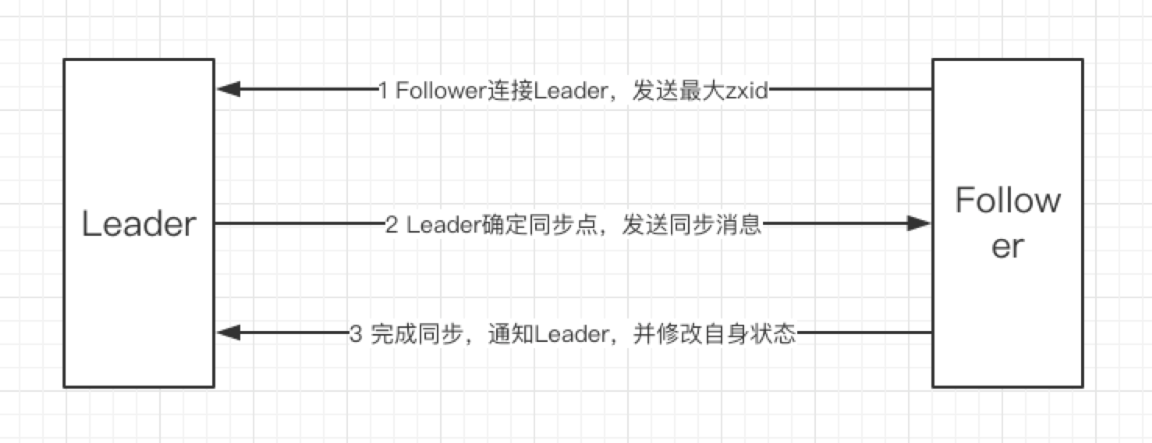 1 Follower连接Leader，发送最大zxid
Leader
2 Leader确定同步点，发送同步消息
Follow
er
3 完成同步，通知Leader，并修改自身状态